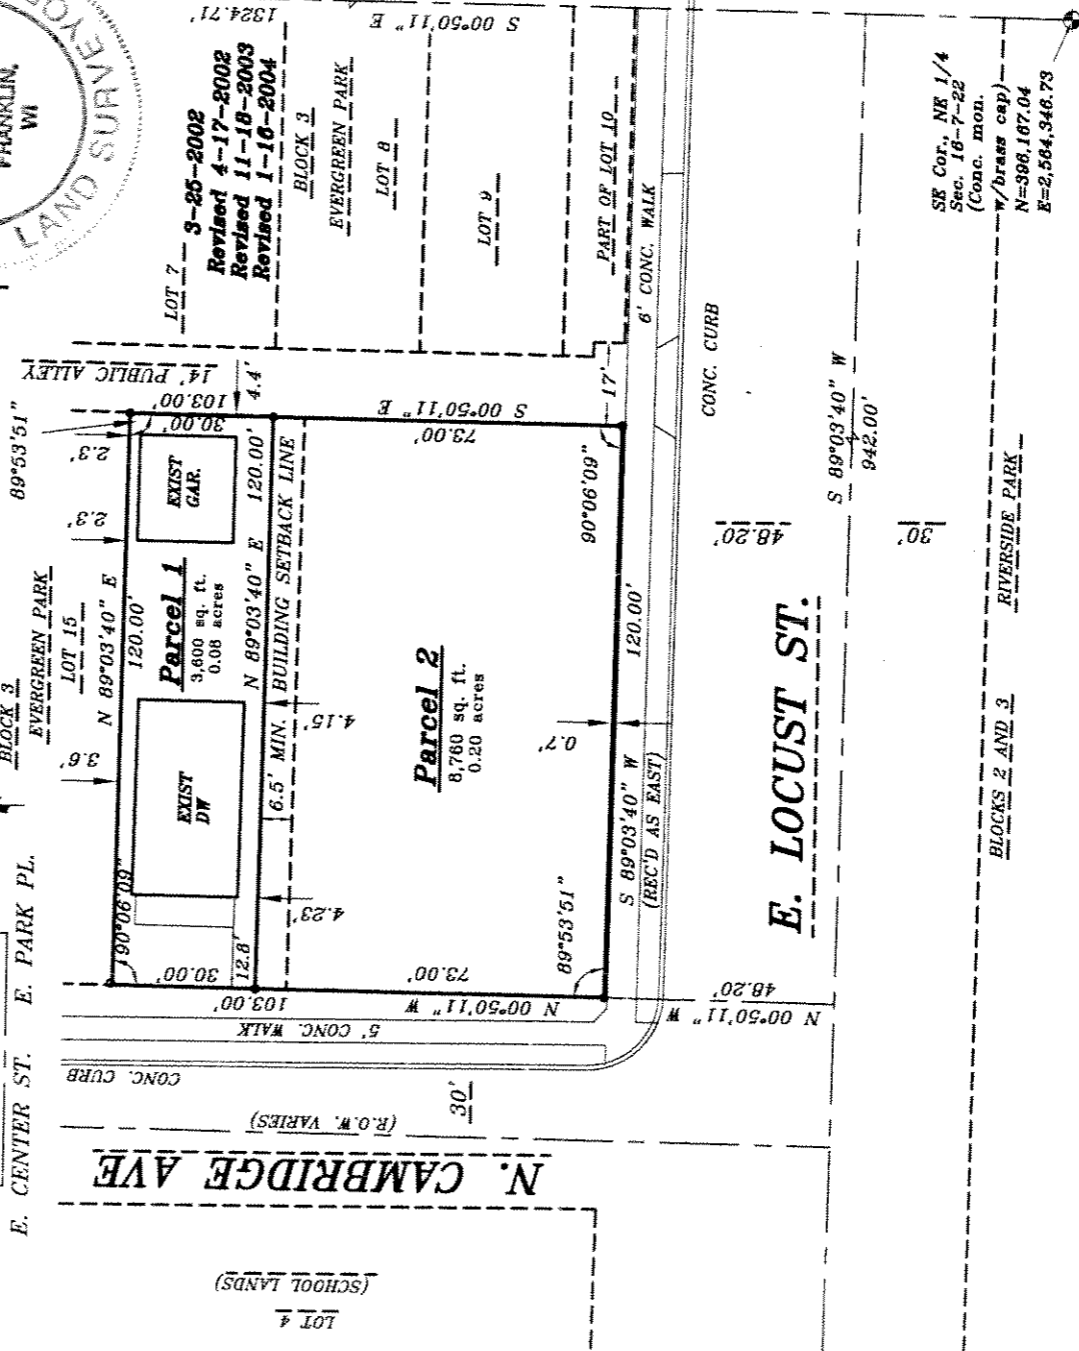 FRANKLIN,
WI
LAND SURVEYOR
1324.71'
S 00°50'11" E
3-25-2002
Revised 4-17-2002
Revised 11-18-2003
Revised 1-16-2004
LOT 7
BLOCK 3
EVERGREEN PARK
LOT 8
LOT 9
PART OF LOT 10
6' CONC. WALK
CONC. CURB
SE Cor., NE 1/4
Sec. 16-7-22
(Conc. mon.
w/brass cap)
N=396,167.04
E=2,564,346.73
14' PUBLIC ALLEY
103.00'
30.00'
4.4'
S 00°50'11" E
73.00'
17'
89°53'51"
2.3'
2.3'
EXIST
GAR.
BLOCK 3
EVERGREEN PARK
LOT 15
N 89°03'40" E
120.00'
Parcel 1
3,600 sq. ft.
0.08 acres
N 89°03'40" E 120.00'
6.5' MIN. BUILDING SETBACK LINE
3.6'
EXIST
DW
4.15'
4.23'
90°06'09"
12.8'
30.00'
103.00'
73.00'
N 00°50'11" W
Parcel 2
8,760 sq. ft.
0.20 acres
90°06'09"
0.7'
89°53'51"
120.00'
S 89°03'40" W
(REC'D AS EAST)
48.20'
S 89°03'40" W
942.00'
30'
RIVERSIDE PARK
BLOCKS 2 AND 3
E. LOCUST ST.
48.20'
N 00°50'11" W
5' CONC. WALK
CONC. CURB
30'
(R.O.W. VARIES)
N. CAMBRIDGE AVE
E. PARK PL.
E. CENTER ST.
(SCHOOL LANDS)
LOT 4